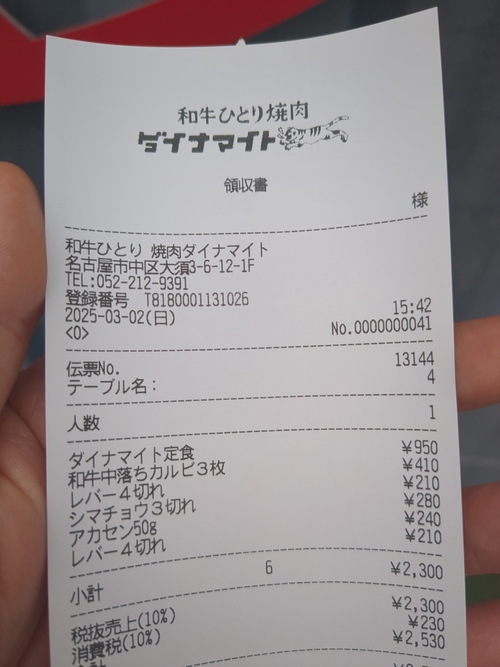 和牛ひとり焼肉
ダイナマイト
領収書
様
和牛ひとり 焼肉ダイナマイト
名古屋市中区大須3-6-12-1F
TEL:052-212-9391
登録番号 T8180001131026
2025-03-02(日) 15:42
<0> No.0000000041
伝票No. 13144
テーブル名: 4
人数 1
ダイナマイト定食 ¥950
和牛中落ちカルビ3枚 ¥410
レバー4切れ ¥210
シマチョウ3切れ ¥280
アカセン50g ¥240
レバー4切れ ¥210
小計 6 ¥2,300
税抜売上(10%) ¥2,300
消費税(10%) ¥230
¥2,530